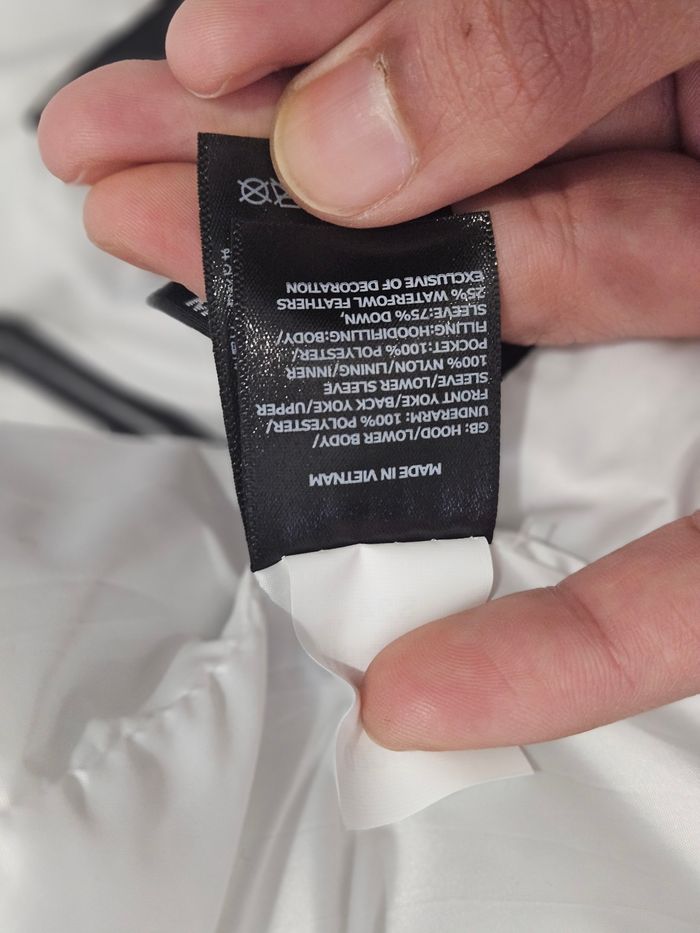 MADE IN VIETNAM
GB: HOOD/LOWER BODY/
UNDERARM: 100% POLYESTER/
FRONT YOKE/BACK YOKE/UPPER
SLEEVE/LOWER SLEEVE
100% NYLON/LINING/INNER
POCKET:100% POLYESTER/
FILLING:HOODIFILLING:BODY/
SLEEVE:75% DOWN,
25% WATERFOWL FEATHERS
EXCLUSIVE OF DECORATION